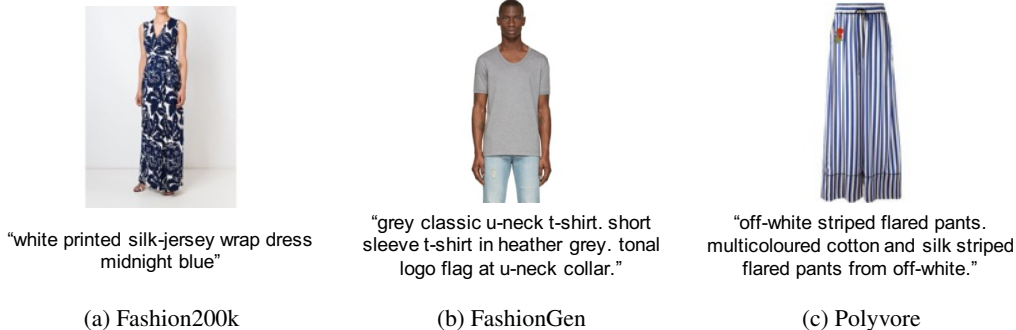 “white printed silk-jersey wrap dress
midnight blue”
(a) Fashion200k
“grey classic u-neck t-shirt. short
sleeve t-shirt in heather grey. tonal
logo flag at u-neck collar.”
(b) FashionGen
“off-white striped flared pants.
multicoloured cotton and silk striped
flared pants from off-white.”
(c) Polyvore